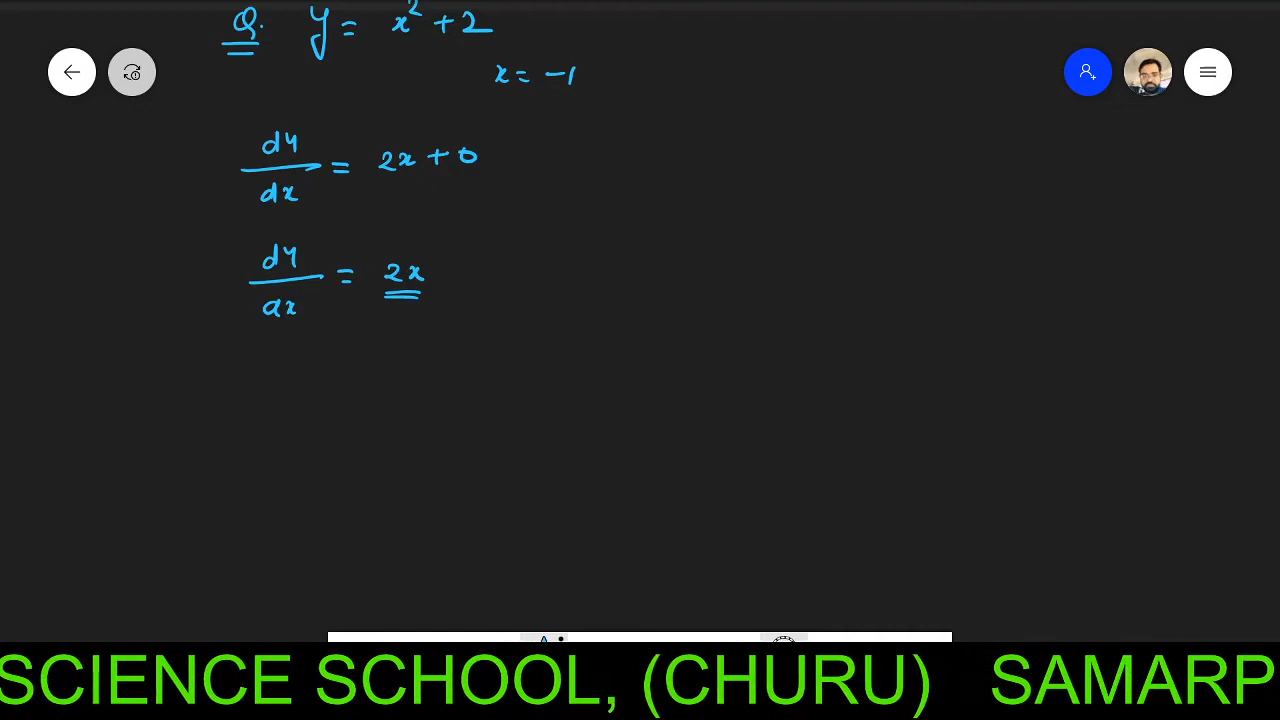 Q. y = x² + 2
x = -1
dy/dx = 2x + 0
dy/dx = 2x
SCIENCE SCHOOL, (CHURU) SAMARP